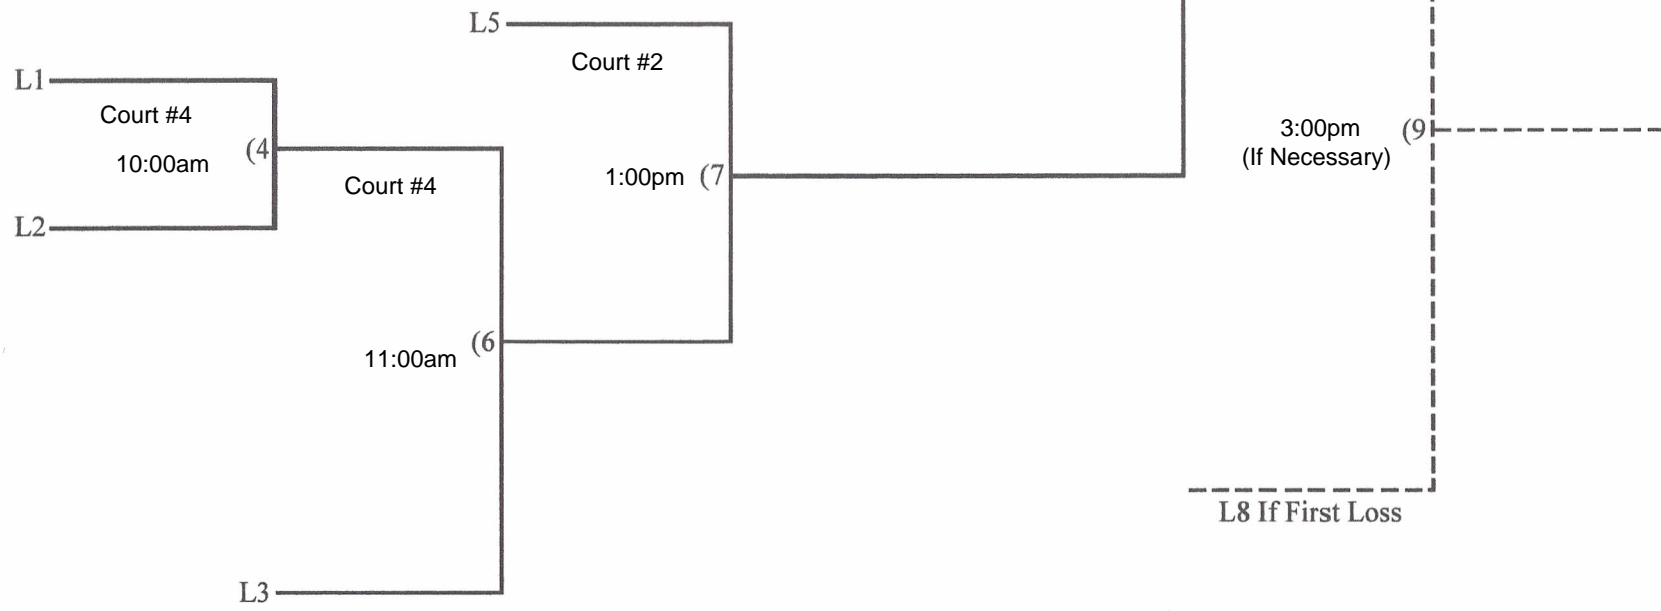 L5
Court #2
L1
Court #4
(4
10:00am
L2
Court #4
1:00pm (7
3:00pm (9
(If Necessary)
11:00am (6
L8 If First Loss
L3